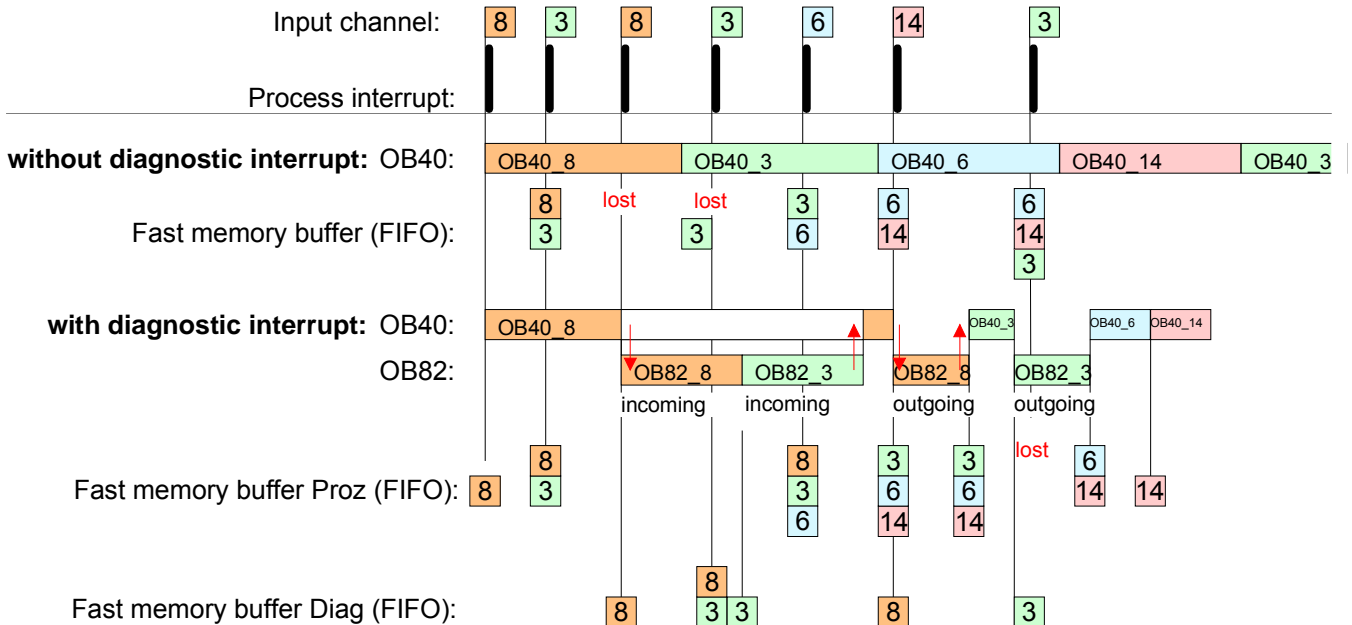 Input channel: 8 3 8 3 6 14 3
Process interrupt:
without diagnostic interrupt: OB40: OB40_8 OB40_3 OB40_6 OB40_14 OB40_3
8 lost lost 3 6 6
Fast memory buffer (FIFO): 3 3 6 14 14
3
with diagnostic interrupt: OB40: OB40_8 OB40_3 OB40_6 OB40_14
OB82: OB82_8 OB82_3 OB82_8 OB82_3
incoming incoming outgoing outgoing
8 8 3 3 lost 6
Fast memory buffer Proz (FIFO): 8 3 3 6 6 14 14
6 14 14
8
Fast memory buffer Diag (FIFO): 8 3 3 8 3